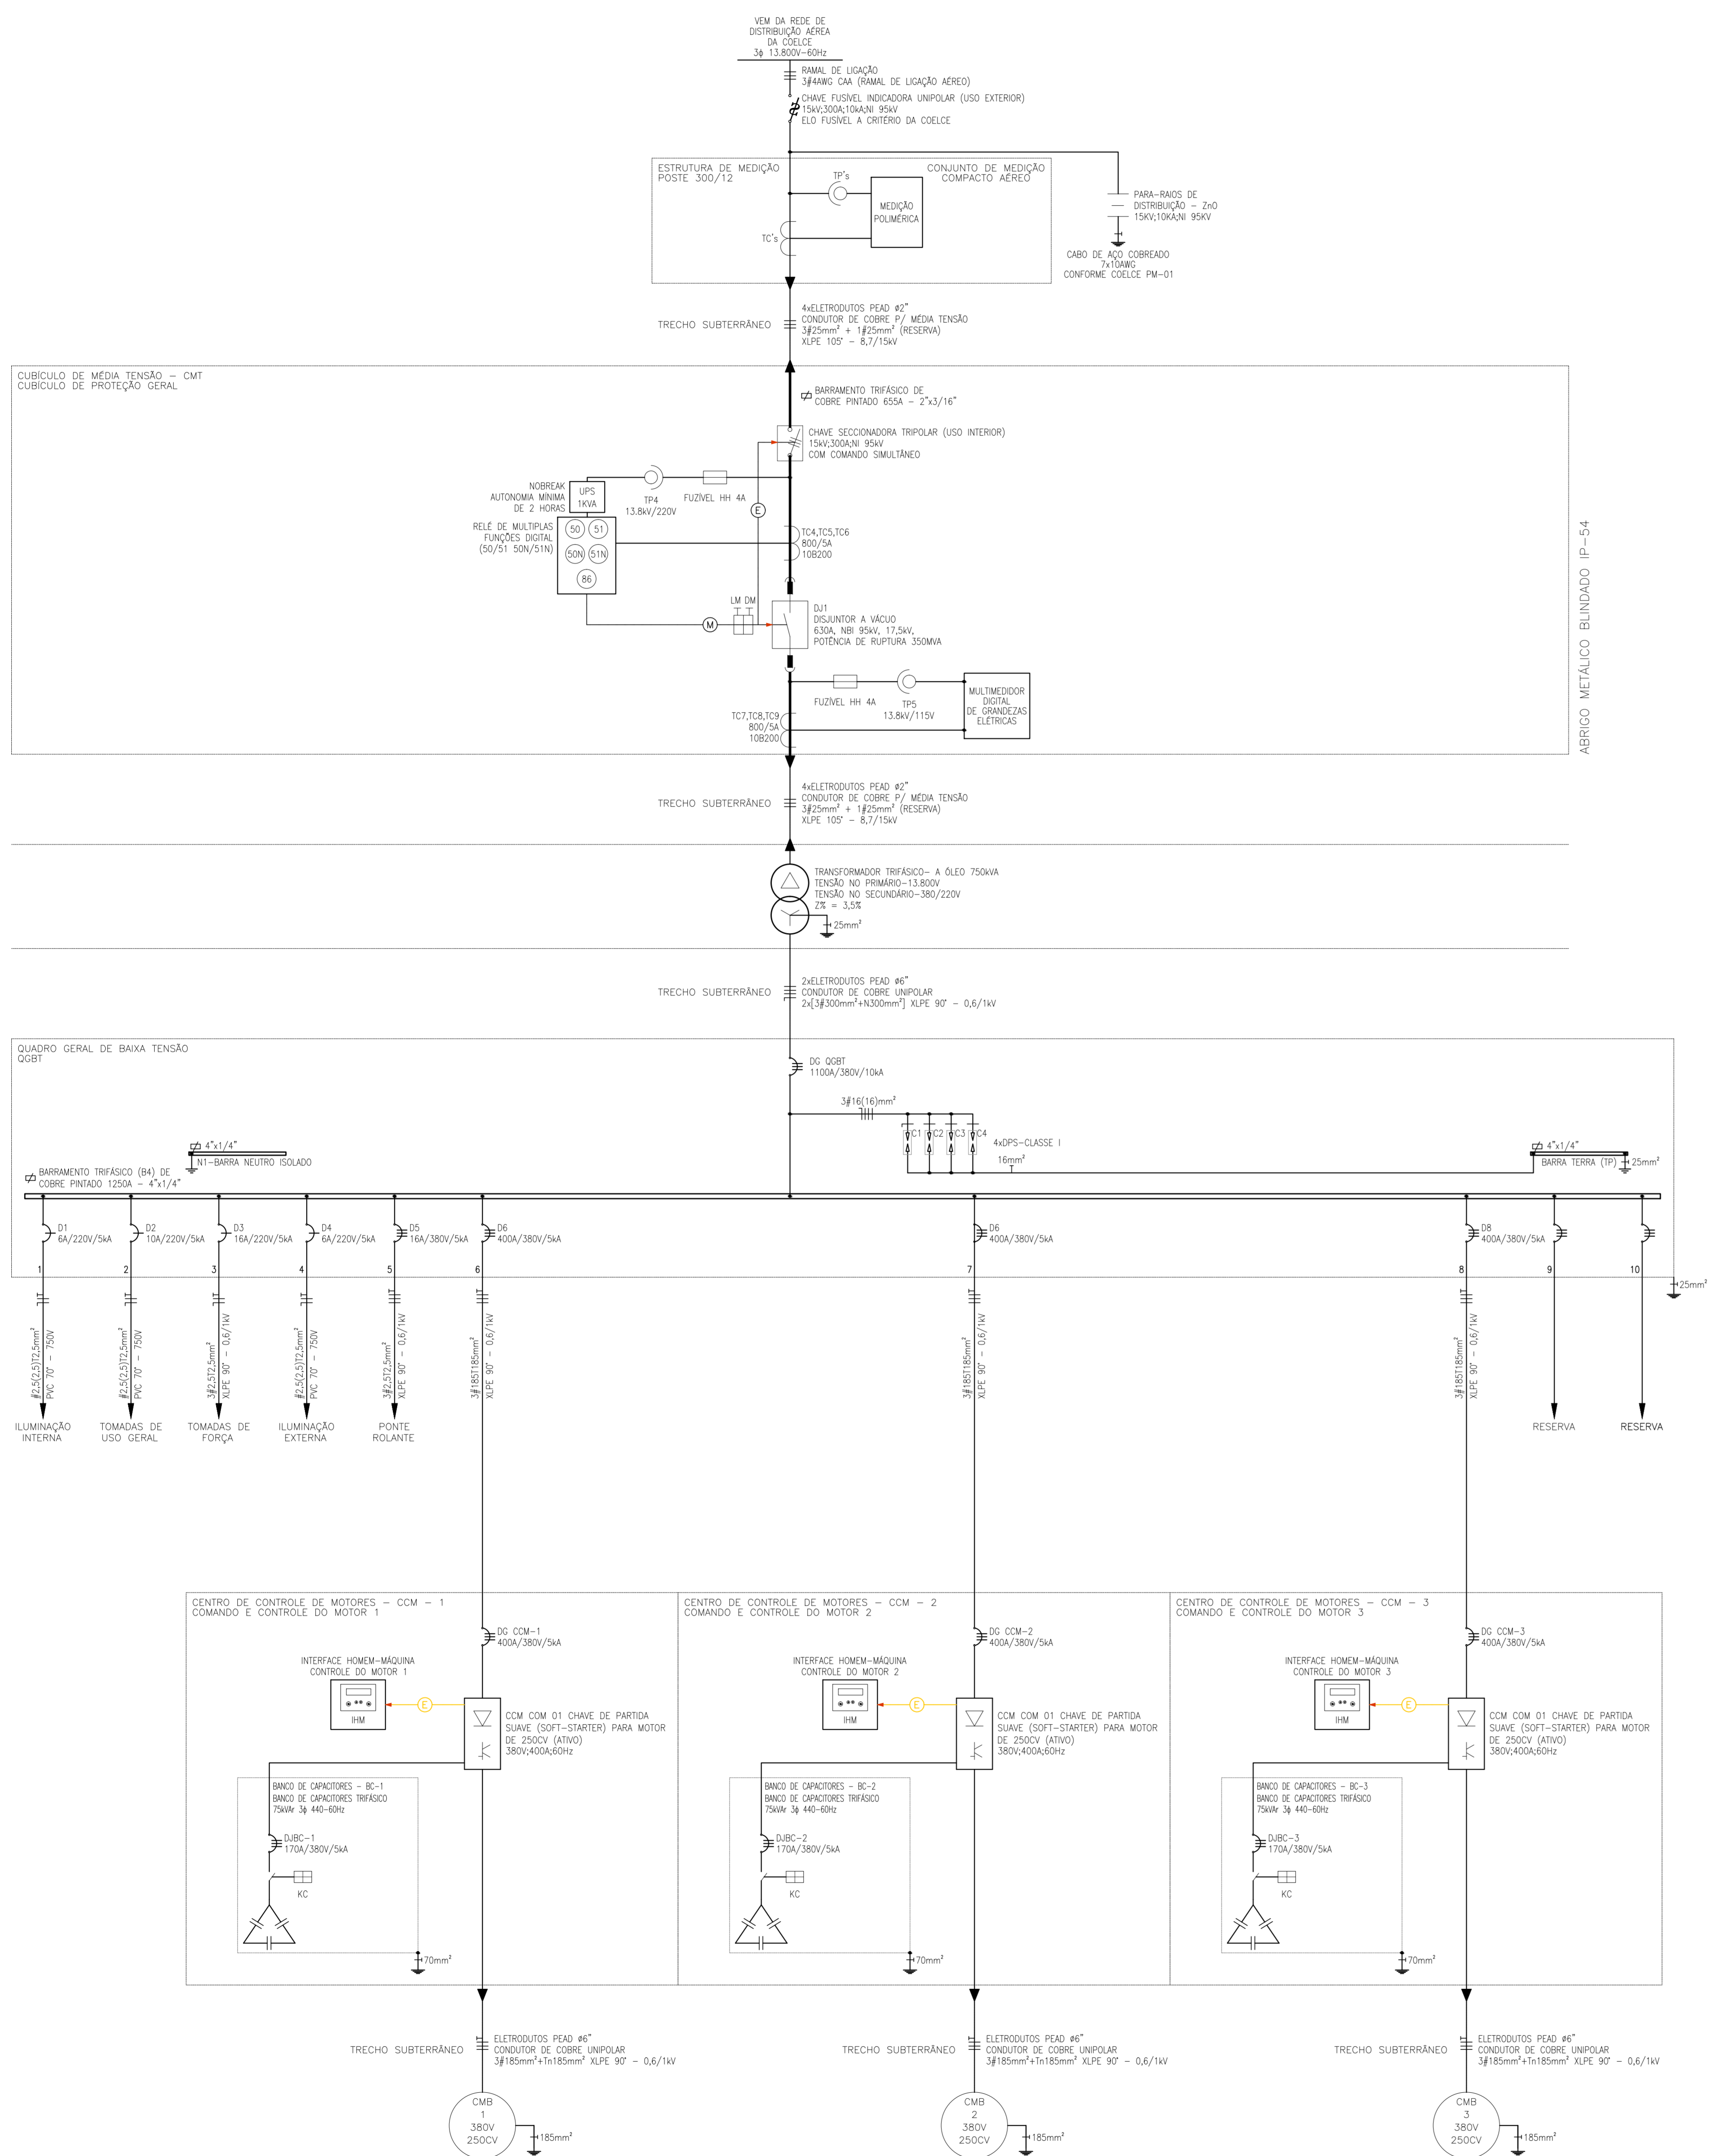 VEM DA REDE DE
DISTRIBUIÇÃO AÉREA
DA COELCE
3ϕ 13.800V-60Hz
RAMAL DE LIGAÇÃO
3#4AWG CAA (RAMAL DE LIGAÇÃO AÉREO)
CHAVE FUSÍVEL INDICADORA UNIPOLAR (USO EXTERIOR)
15kV;300A;10kA;NI 95kV
ELO FUSÍVEL A CRITÉRIO DA COELCE
ESTRUTURA DE MEDIÇÃO
POSTE 300/12
CONJUNTO DE MEDIÇÃO
COMPACTO AÉREO
TP's
MEDIÇÃO
POLIMÉRICA
TC's
PARA-RAIOS DE
DISTRIBUIÇÃO - ZnO
15KV;10KA;NI 95KV
CABO DE AÇO COBREADO
7x10AWG
CONFORME COELCE PM-01
TRECHO SUBTERRÂNEO
4xELETRODUTOS PEAD ø2"
CONDUTOR DE COBRE P/ MÉDIA TENSÃO
3#25mm² + 1#25mm² (RESERVA)
XLPE 105° - 8,7/15kV
CUBÍCULO DE MÉDIA TENSÃO - CMT
CUBÍCULO DE PROTEÇÃO GERAL
BARRAMENTO TRIFÁSICO DE
COBRE PINTADO 655A - 2"x3/16"
CHAVE SECCIONADORA TRIPOLAR (USO INTERIOR)
15kV;300A;NI 95kV
COM COMANDO SIMULTÂNEO
NOBREAK
AUTONOMIA MÍNIMA
DE 2 HORAS
UPS
1KVA
TP4
13.8kV/220V
FUZÍVEL HH 4A
E
RELÉ DE MULTIPLAS
FUNÇÕES DIGITAL
(50/51 50N/51N)
50
51
50N
51N
86
TC4,TC5,TC6
800/5A
10B200
LM DM
M
DJ1
DISJUNTOR A VÁCUO
630A, NBI 95kV, 17,5kV,
POTÊNCIA DE RUPTURA 350MVA
FUZÍVEL HH 4A
TP5
13.8kV/115V
MULTIMEDIDOR
DIGITAL
DE GRANDEZAS
ELÉTRICAS
TC7,TC8,TC9
800/5A
10B200
ABRIGO METÁLICO BLINDADO IP-54
TRECHO SUBTERRÂNEO
4xELETRODUTOS PEAD ø2"
CONDUTOR DE COBRE P/ MÉDIA TENSÃO
3#25mm² + 1#25mm² (RESERVA)
XLPE 105° - 8,7/15kV
TRANSFORMADOR TRIFÁSICO- A ÓLEO 750kVA
TENSÃO NO PRIMÁRIO-13.800V
TENSÃO NO SECUNDÁRIO-380/220V
Z% = 3,5%
25mm²
TRECHO SUBTERRÂNEO
2xELETRODUTOS PEAD ø6"
CONDUTOR DE COBRE UNIPOLAR
2x[3#300mm²+N300mm²] XLPE 90° - 0,6/1kV
QUADRO GERAL DE BAIXA TENSÃO
QGBT
DG QGBT
1100A/380V/10kA
3#16(16)mm²
C1
C2
C3
C4
4xDPS-CLASSE I
16mm²
4"x1/4"
N1-BARRA NEUTRO ISOLADO
4"x1/4"
BARRA TERRA (TP)
25mm²
BARRAMENTO TRIFÁSICO (B4) DE
COBRE PINTADO 1250A - 4"x1/4"
D1
6A/220V/5kA
D2
10A/220V/5kA
D3
16A/220V/5kA
D4
6A/220V/5kA
D5
16A/380V/5kA
D6
400A/380V/5kA
D6
400A/380V/5kA
D8
400A/380V/5kA
1
2
3
4
5
6
7
8
9
10
25mm²
#2,5(2,5)T2,5mm²
PVC 70° - 750V
#2,5(2,5)T2,5mm²
PVC 70° - 750V
3#2,5T2,5mm²
XLPE 90° - 0,6/1kV
#2,5(2,5)T2,5mm²
PVC 70° - 750V
3#2,5T2,5mm²
XLPE 90° - 0,6/1kV
3#185T185mm²
XLPE 90° - 0,6/1kV
3#185T185mm²
XLPE 90° - 0,6/1kV
3#185T185mm²
XLPE 90° - 0,6/1kV
ILUMINAÇÃO
INTERNA
TOMADAS DE
USO GERAL
TOMADAS DE
FORÇA
ILUMINAÇÃO
EXTERNA
PONTE
ROLANTE
RESERVA
RESERVA
CENTRO DE CONTROLE DE MOTORES - CCM - 1
COMANDO E CONTROLE DO MOTOR 1
DG CCM-1
400A/380V/5kA
INTERFACE HOMEM-MÁQUINA
CONTROLE DO MOTOR 1
IHM
E
CCM COM 01 CHAVE DE PARTIDA
SUAVE (SOFT-STARTER) PARA MOTOR
DE 250CV (ATIVO)
380V;400A;60Hz
BANCO DE CAPACITORES - BC-1
BANCO DE CAPACITORES TRIFÁSICO
75kVAr 3ϕ 440-60Hz
DJBC-1
170A/380V/5kA
KC
70mm²
CENTRO DE CONTROLE DE MOTORES - CCM - 2
COMANDO E CONTROLE DO MOTOR 2
DG CCM-2
400A/380V/5kA
INTERFACE HOMEM-MÁQUINA
CONTROLE DO MOTOR 2
IHM
E
CCM COM 01 CHAVE DE PARTIDA
SUAVE (SOFT-STARTER) PARA MOTOR
DE 250CV (ATIVO)
380V;400A;60Hz
BANCO DE CAPACITORES - BC-2
BANCO DE CAPACITORES TRIFÁSICO
75kVAr 3ϕ 440-60Hz
DJBC-2
170A/380V/5kA
KC
70mm²
CENTRO DE CONTROLE DE MOTORES - CCM - 3
COMANDO E CONTROLE DO MOTOR 3
DG CCM-3
400A/380V/5kA
INTERFACE HOMEM-MÁQUINA
CONTROLE DO MOTOR 3
IHM
E
CCM COM 01 CHAVE DE PARTIDA
SUAVE (SOFT-STARTER) PARA MOTOR
DE 250CV (ATIVO)
380V;400A;60Hz
BANCO DE CAPACITORES - BC-3
BANCO DE CAPACITORES TRIFÁSICO
75kVAr 3ϕ 440-60Hz
DJBC-3
170A/380V/5kA
KC
70mm²
TRECHO SUBTERRÂNEO
ELETRODUTOS PEAD ø6"
CONDUTOR DE COBRE UNIPOLAR
3#185mm²+Tn185mm² XLPE 90° - 0,6/1kV
TRECHO SUBTERRÂNEO
ELETRODUTOS PEAD ø6"
CONDUTOR DE COBRE UNIPOLAR
3#185mm²+Tn185mm² XLPE 90° - 0,6/1kV
TRECHO SUBTERRÂNEO
ELETRODUTOS PEAD ø6"
CONDUTOR DE COBRE UNIPOLAR
3#185mm²+Tn185mm² XLPE 90° - 0,6/1kV
CMB
1
380V
250CV
185mm²
CMB
2
380V
250CV
185mm²
CMB
3
380V
250CV
185mm²